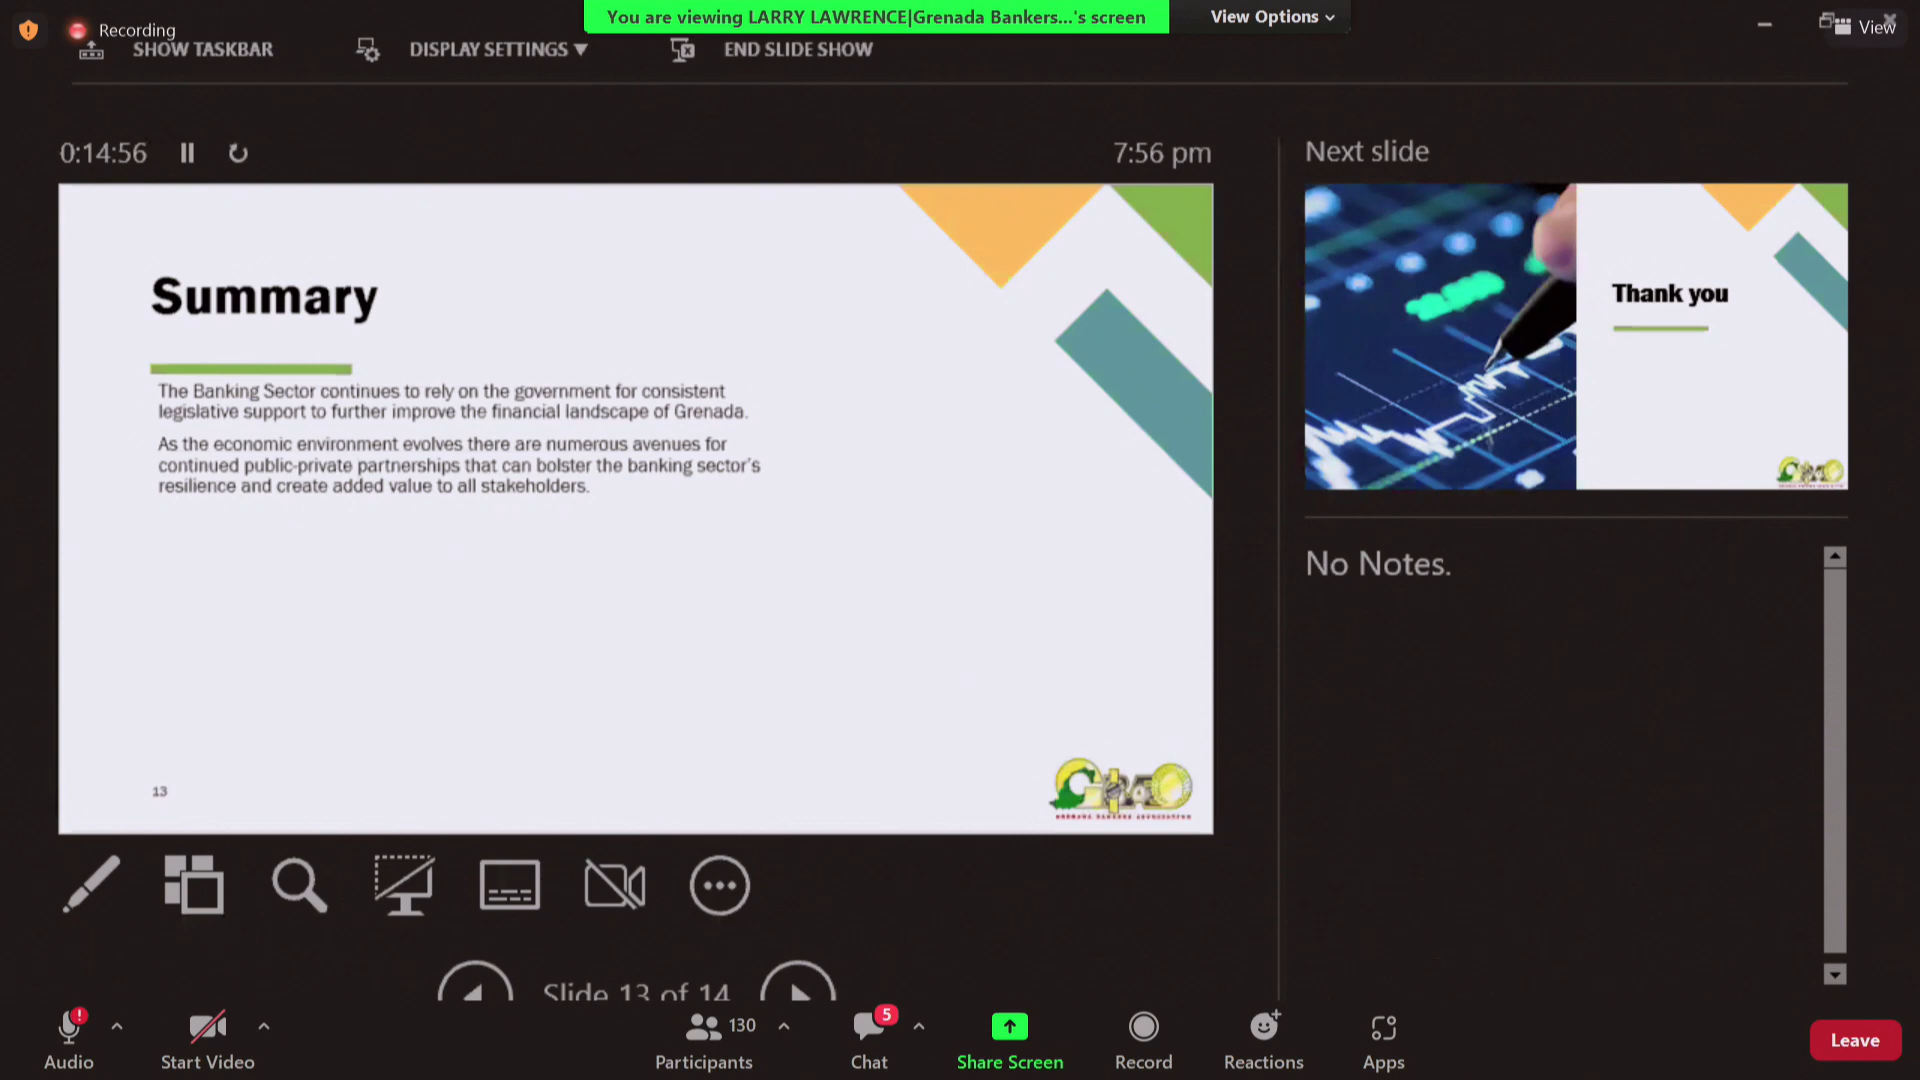 Recording
You are viewing LARRY LAWRENCE|Grenada Bankers...'s screen
View Options
View
SHOW TASKBAR
DISPLAY SETTINGS
END SLIDE SHOW
0:14:56
7:56 pm
Next slide
Summary
The Banking Sector continues to rely on the government for consistent
legislative support to further improve the financial landscape of Grenada.
As the economic environment evolves there are numerous avenues for
continued public-private partnerships that can bolster the banking sector's
resilience and create added value to all stakeholders.
13
GRENADA BANKERS ASSOCIATION
Thank you
No Notes.
Slide 13 of 14
Audio
Start Video
130
Participants
5
Chat
Share Screen
Record
Reactions
Apps
Leave